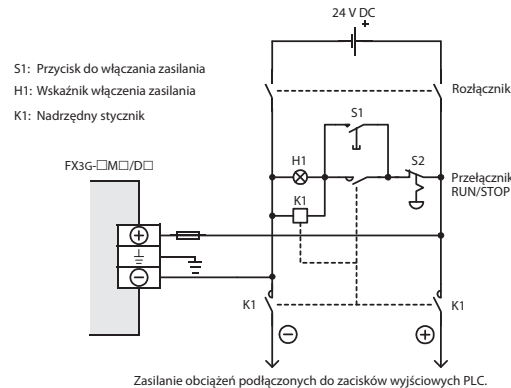 24 V DC
+
S1: Przycisk do włączania zasilania
H1: Wskaźnik włączenia zasilania
K1: Nadrzędny stycznik
Rozłącznik
S1
FX3G-□M□/D□
H1
S2
Przełącznik
RUN/STOP
K1
+
−
K1
K1
−
+
Zasilanie obciążeń podłączonych do zacisków wyjściowych PLC.